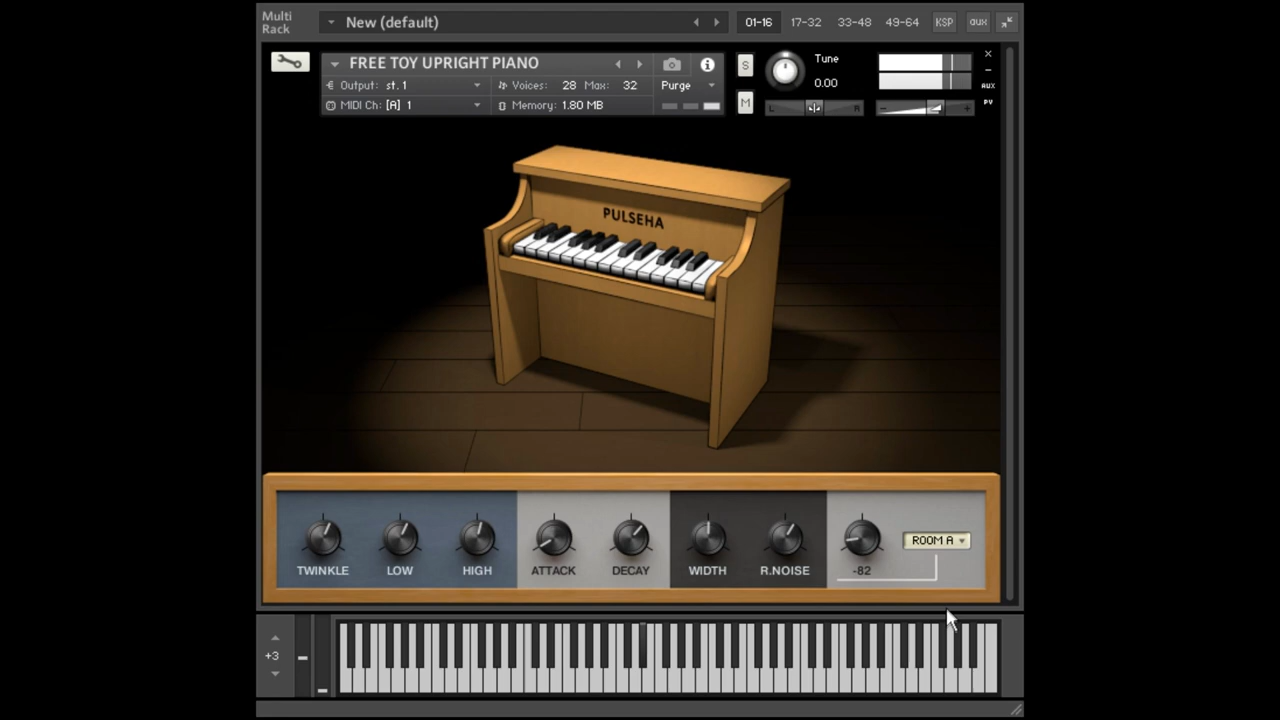 Multi Rack
New (default)
01-16 17-32 33-48 49-64 KSP aux
FREE TOY UPRIGHT PIANO
Output: st. 1
Voices: 28 Max: 32
Purge
MIDI Ch: [A] 1
Memory: 1.80 MB
S
M
Tune
0.00
L R
- +
AUX
PV
PULSEHA
TWINKLE LOW HIGH ATTACK DECAY WIDTH R.NOISE -82
ROOM A
+3